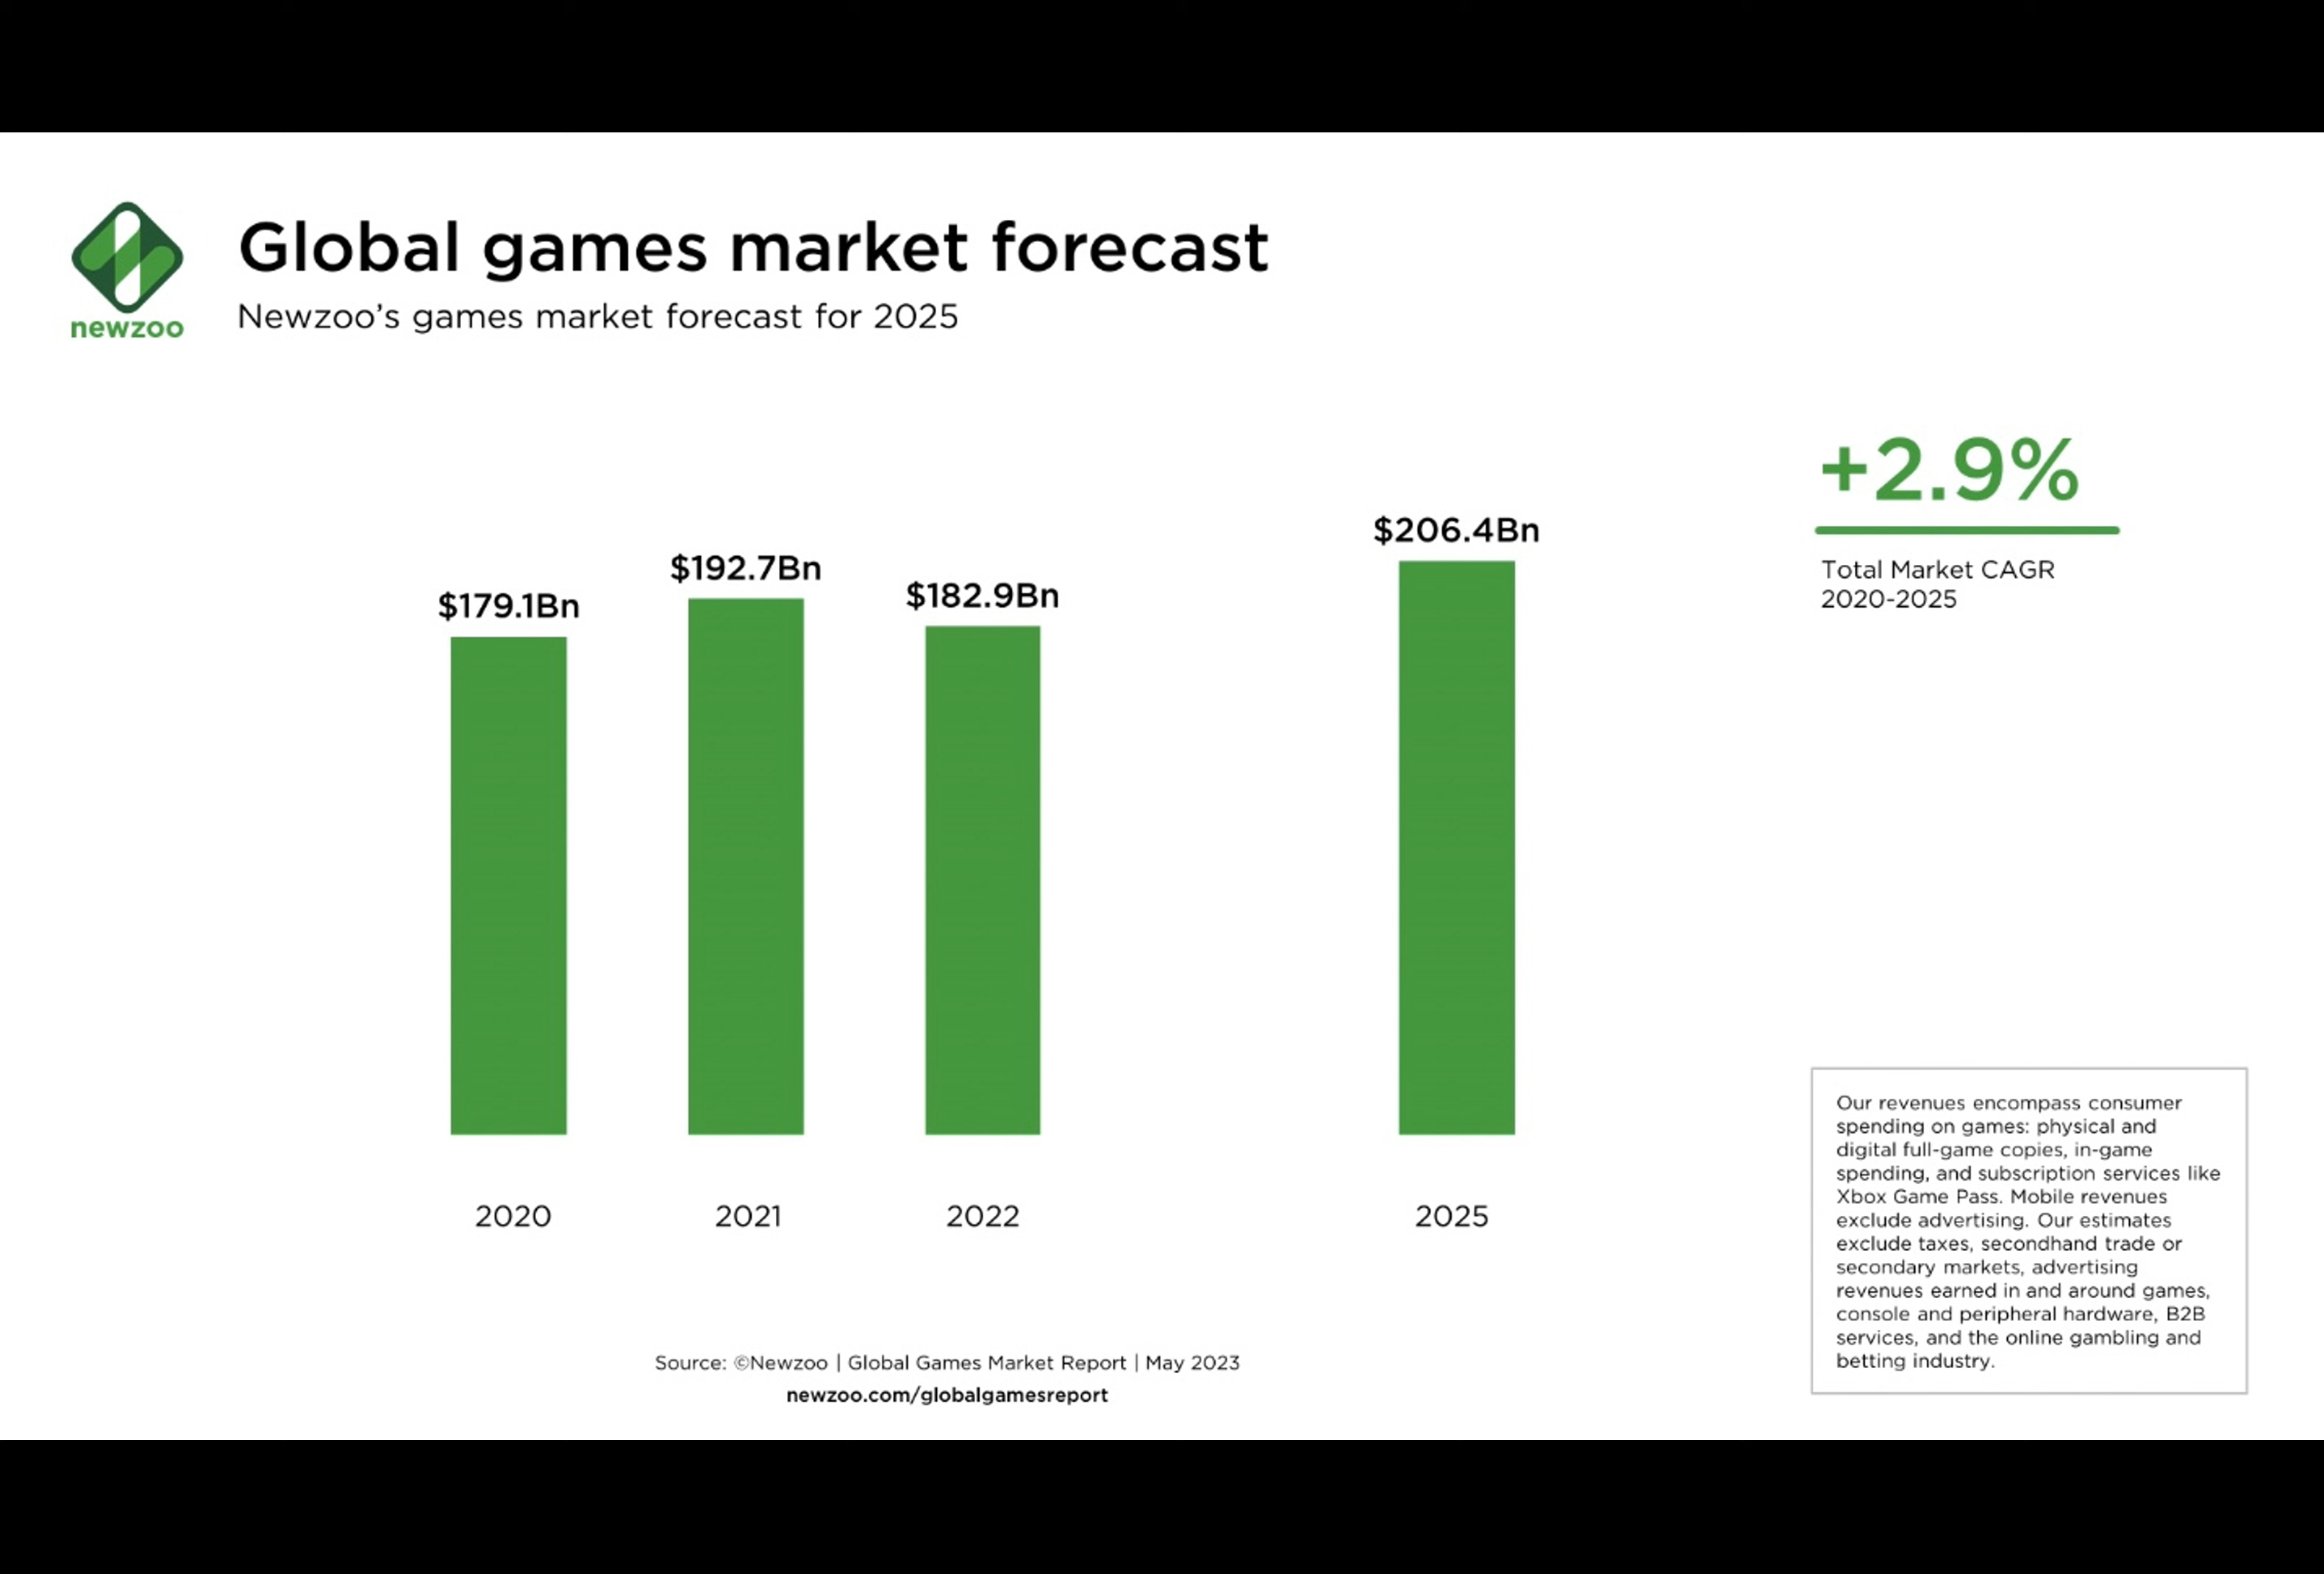 newzoo
Global games market forecast
Newzoo’s games market forecast for 2025
$179.1Bn
$192.7Bn
$182.9Bn
$206.4Bn
2020
2021
2022
2025
+2.9%
Total Market CAGR
2020-2025
Our revenues encompass consumer
spending on games: physical and
digital full-game copies, in-game
spending, and subscription services like
Xbox Game Pass. Mobile revenues
exclude advertising. Our estimates
exclude taxes, secondhand trade or
secondary markets, advertising
revenues earned in and around games,
console and peripheral hardware, B2B
services, and the online gambling and
betting industry.
Source: ©Newzoo | Global Games Market Report | May 2023
newzoo.com/globalgamesreport